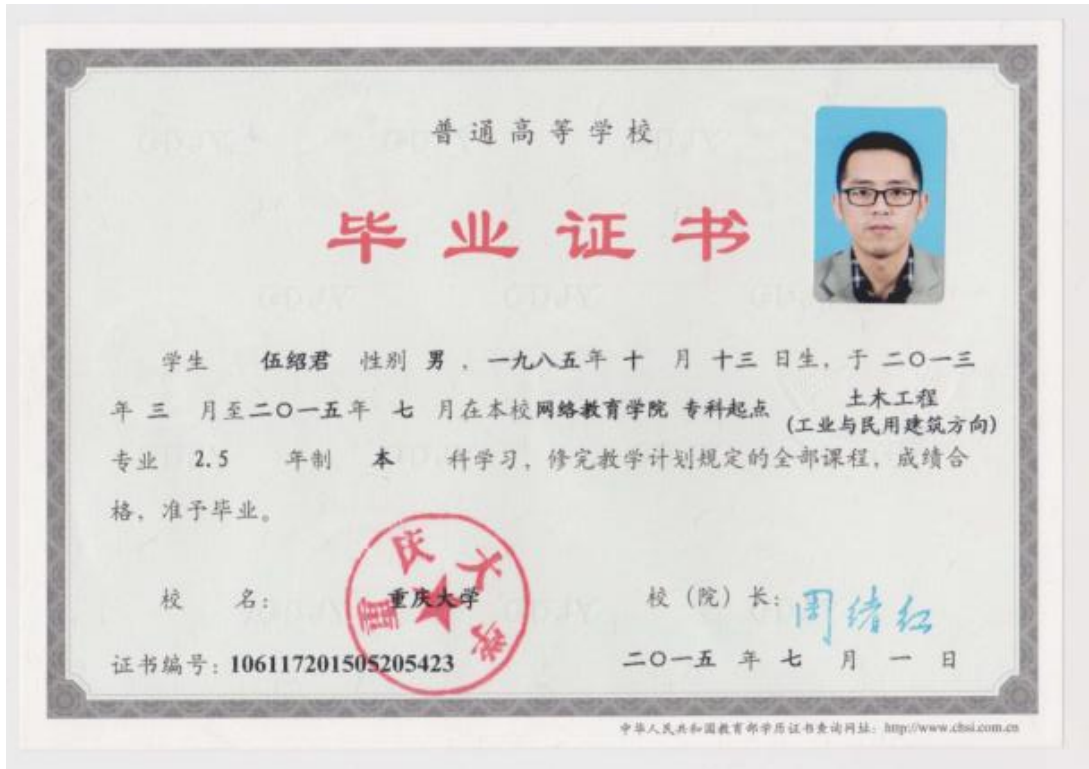 普通高等学校
毕业证书
学生 伍绍君 性别 男 ，一九八五年 十 月 十三 日生，于 二〇一三
年 三 月至二〇一五年 七 月在本校网络教育学院 专科起点 土木工程
(工业与民用建筑方向)
专业 2.5 年制 本 科学习，修完教学计划规定的全部课程，成绩合
格，准予毕业。
重庆大学
校 名： 重庆大学 校（院）长：周绪红
证书编号：106117201505205423 二〇一五 年 七 月 一 日
中华人民共和国教育部学历证书查询网址：http://www.chsi.com.cn